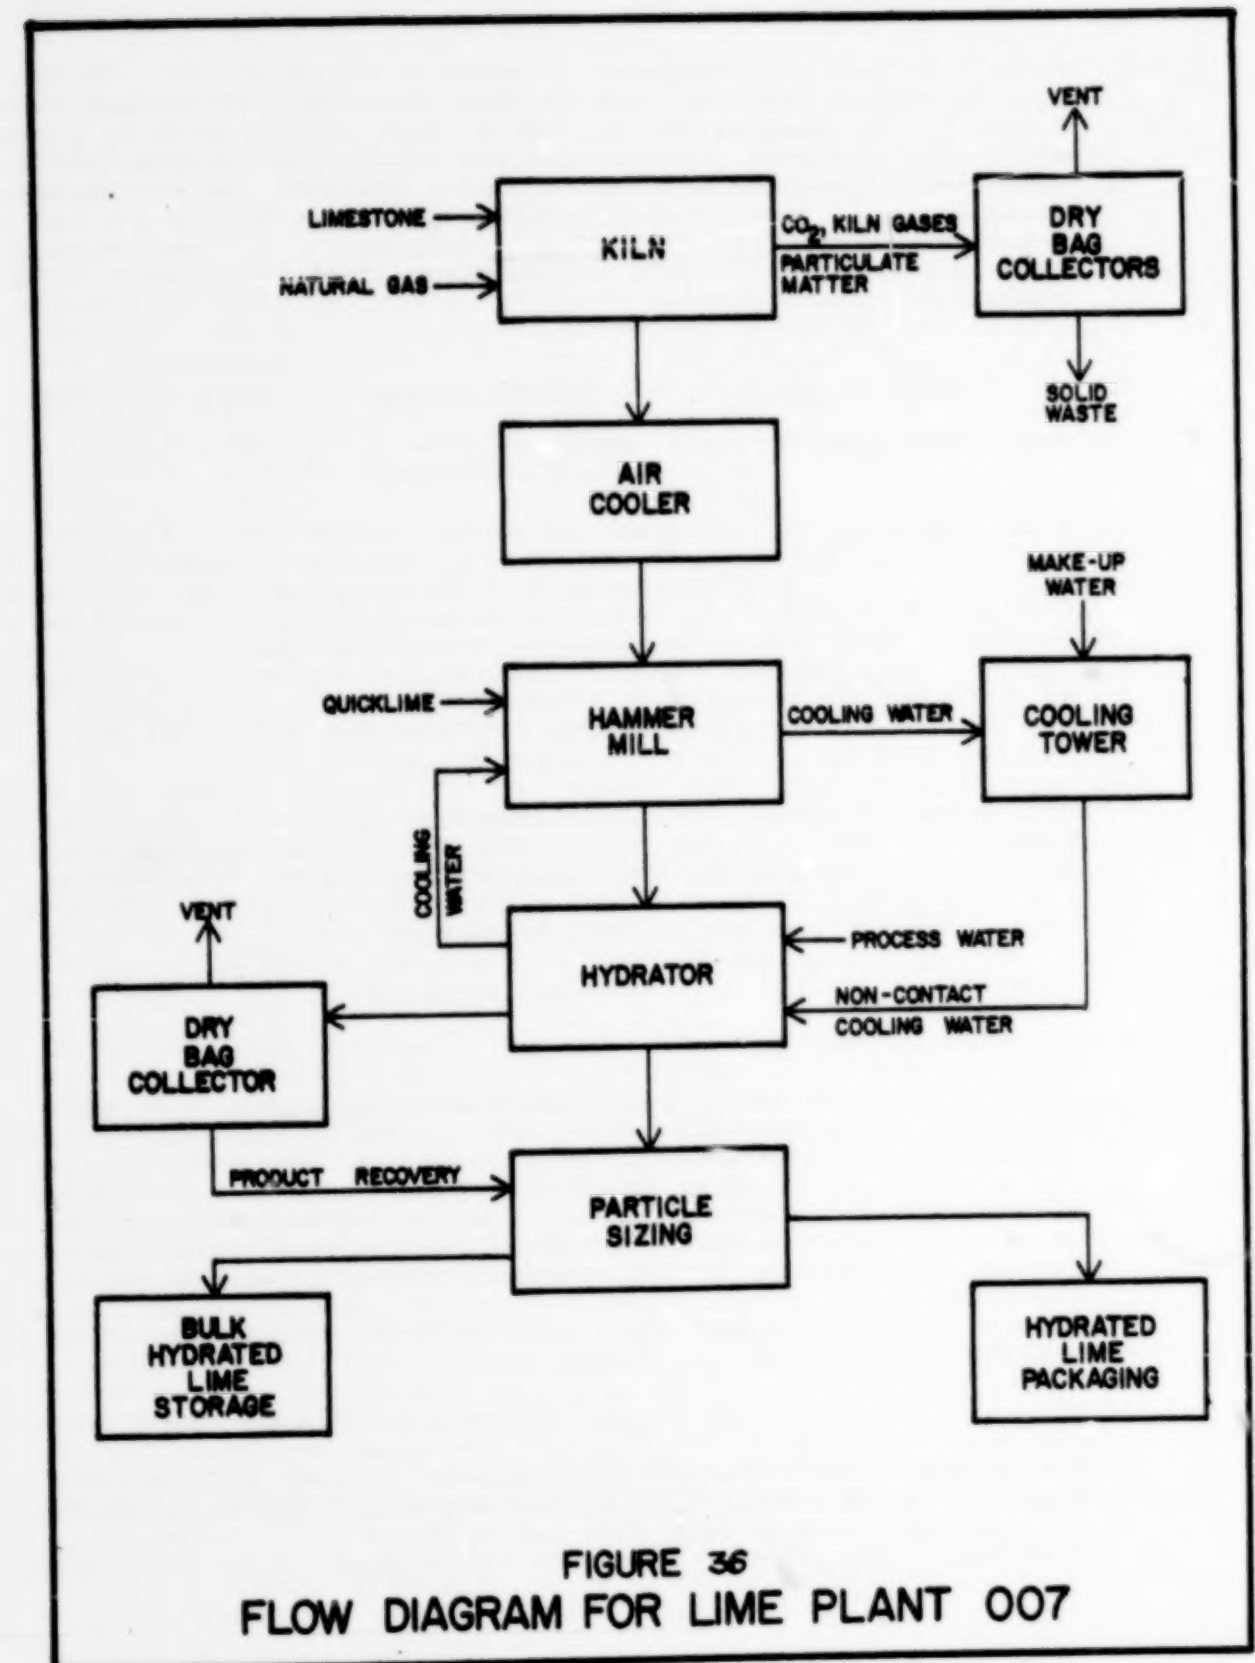 VENT
LIMESTONE
NATURAL GAS
KILN
CO2, KILN GASES
PARTICULATE
MATTER
DRY
BAG
COLLECTORS
SOLID
WASTE
AIR
COOLER
MAKE-UP
WATER
QUICKLIME
HAMMER
MILL
COOLING WATER
COOLING
TOWER
COOLING
WATER
VENT
HYDRATOR
PROCESS WATER
NON-CONTACT
COOLING WATER
DRY
BAG
COLLECTOR
PRODUCT RECOVERY
PARTICLE
SIZING
BULK
HYDRATED
LIME
STORAGE
HYDRATED
LIME
PACKAGING
FIGURE 36
FLOW DIAGRAM FOR LIME PLANT 007